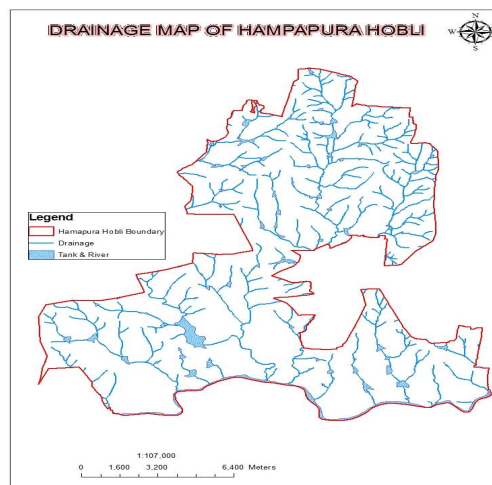 DRAINAGE MAP OF HAMPAPURA HOBLI
N
W E
S
Legend
Hamapura Hobli Boundary
Drainage
Tank & River
1:107,000
0 1,600 3,200 6,400 Meters